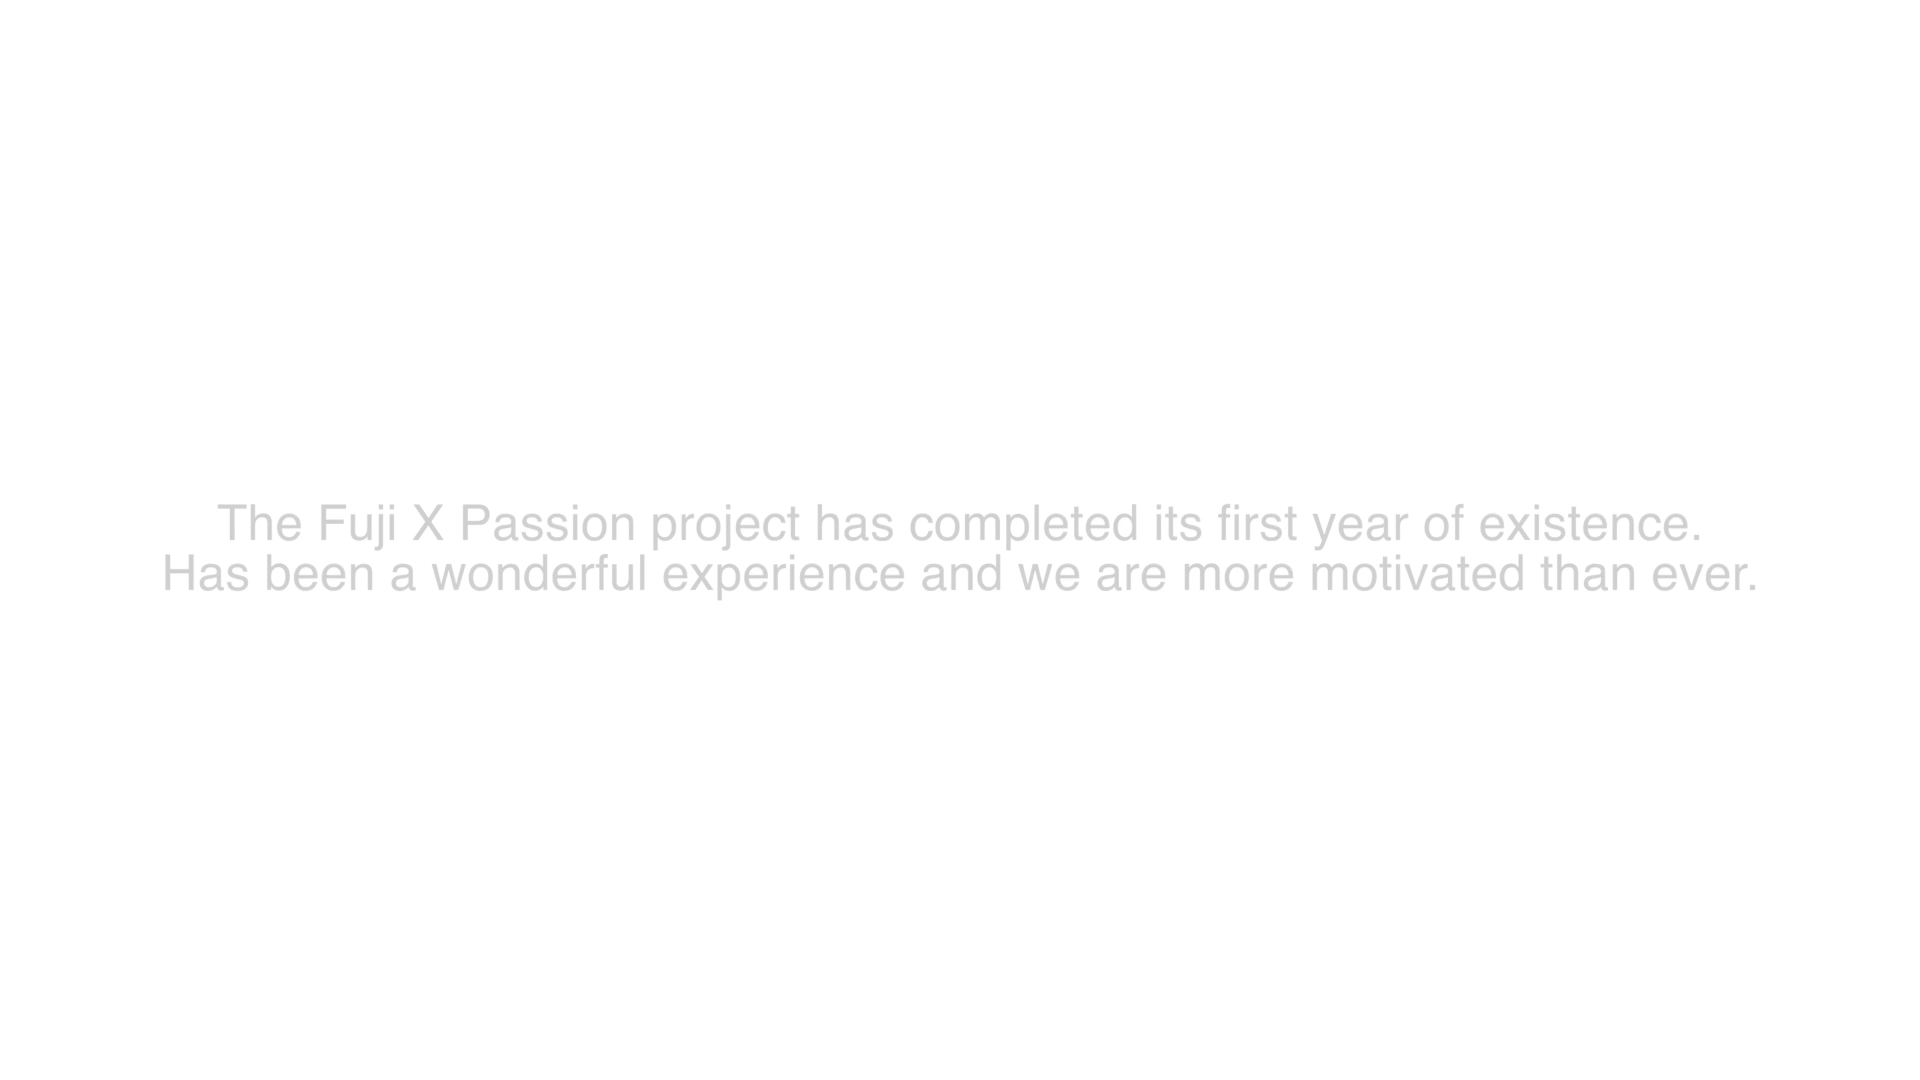 The Fuji X Passion project has completed its first year of existence.
Has been a wonderful experience and we are more motivated than ever.